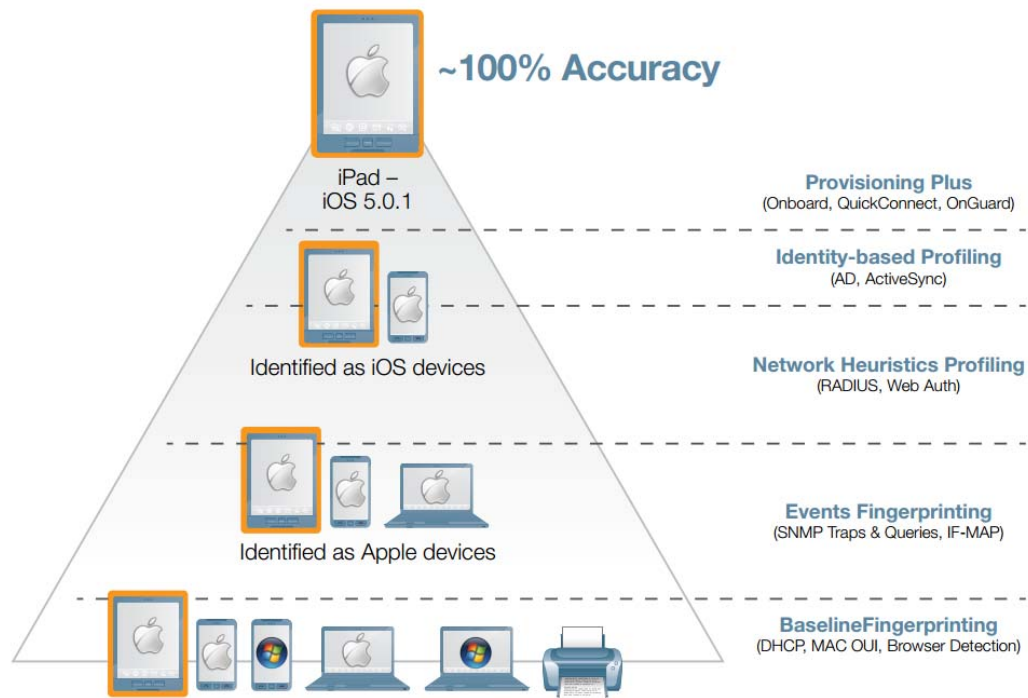 ~100% Accuracy
iPad –
iOS 5.0.1
Provisioning Plus
(Onboard, QuickConnect, OnGuard)
Identity-based Profiling
(AD, ActiveSync)
Identified as iOS devices
Network Heuristics Profiling
(RADIUS, Web Auth)
Identified as Apple devices
Events Fingerprinting
(SNMP Traps & Queries, IF-MAP)
BaselineFingerprinting
(DHCP, MAC OUI, Browser Detection)